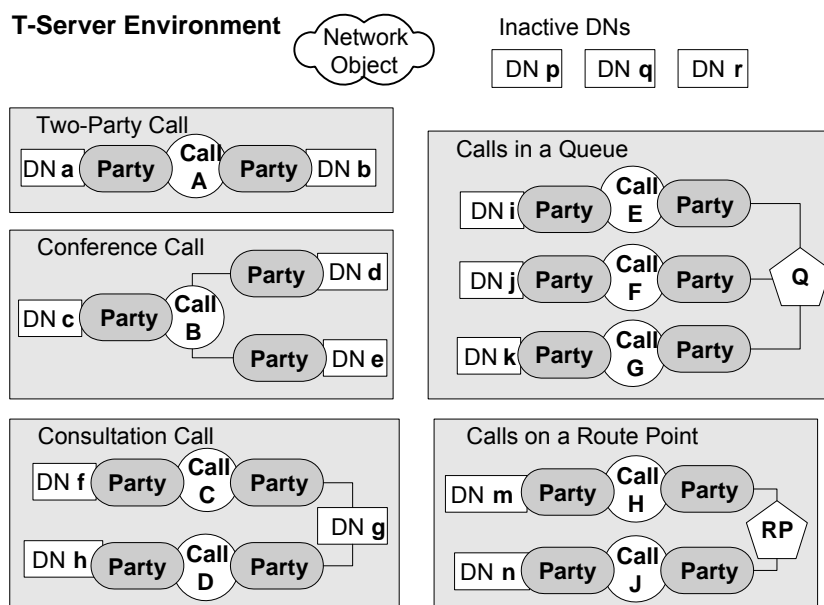 T-Server Environment
Network
Object
Inactive DNs
DN p
DN q
DN r
Two-Party Call
DN a
Party
Call
A
Party
DN b
Conference Call
DN c
Party
Call
B
Party
DN d
Party
DN e
Consultation Call
DN f
Party
Call
C
Party
DN g
DN h
Party
Call
D
Party
Calls in a Queue
DN i
Party
Call
E
Party
DN j
Party
Call
F
Party
Q
DN k
Party
Call
G
Party
Calls on a Route Point
DN m
Party
Call
H
Party
RP
DN n
Party
Call
J
Party